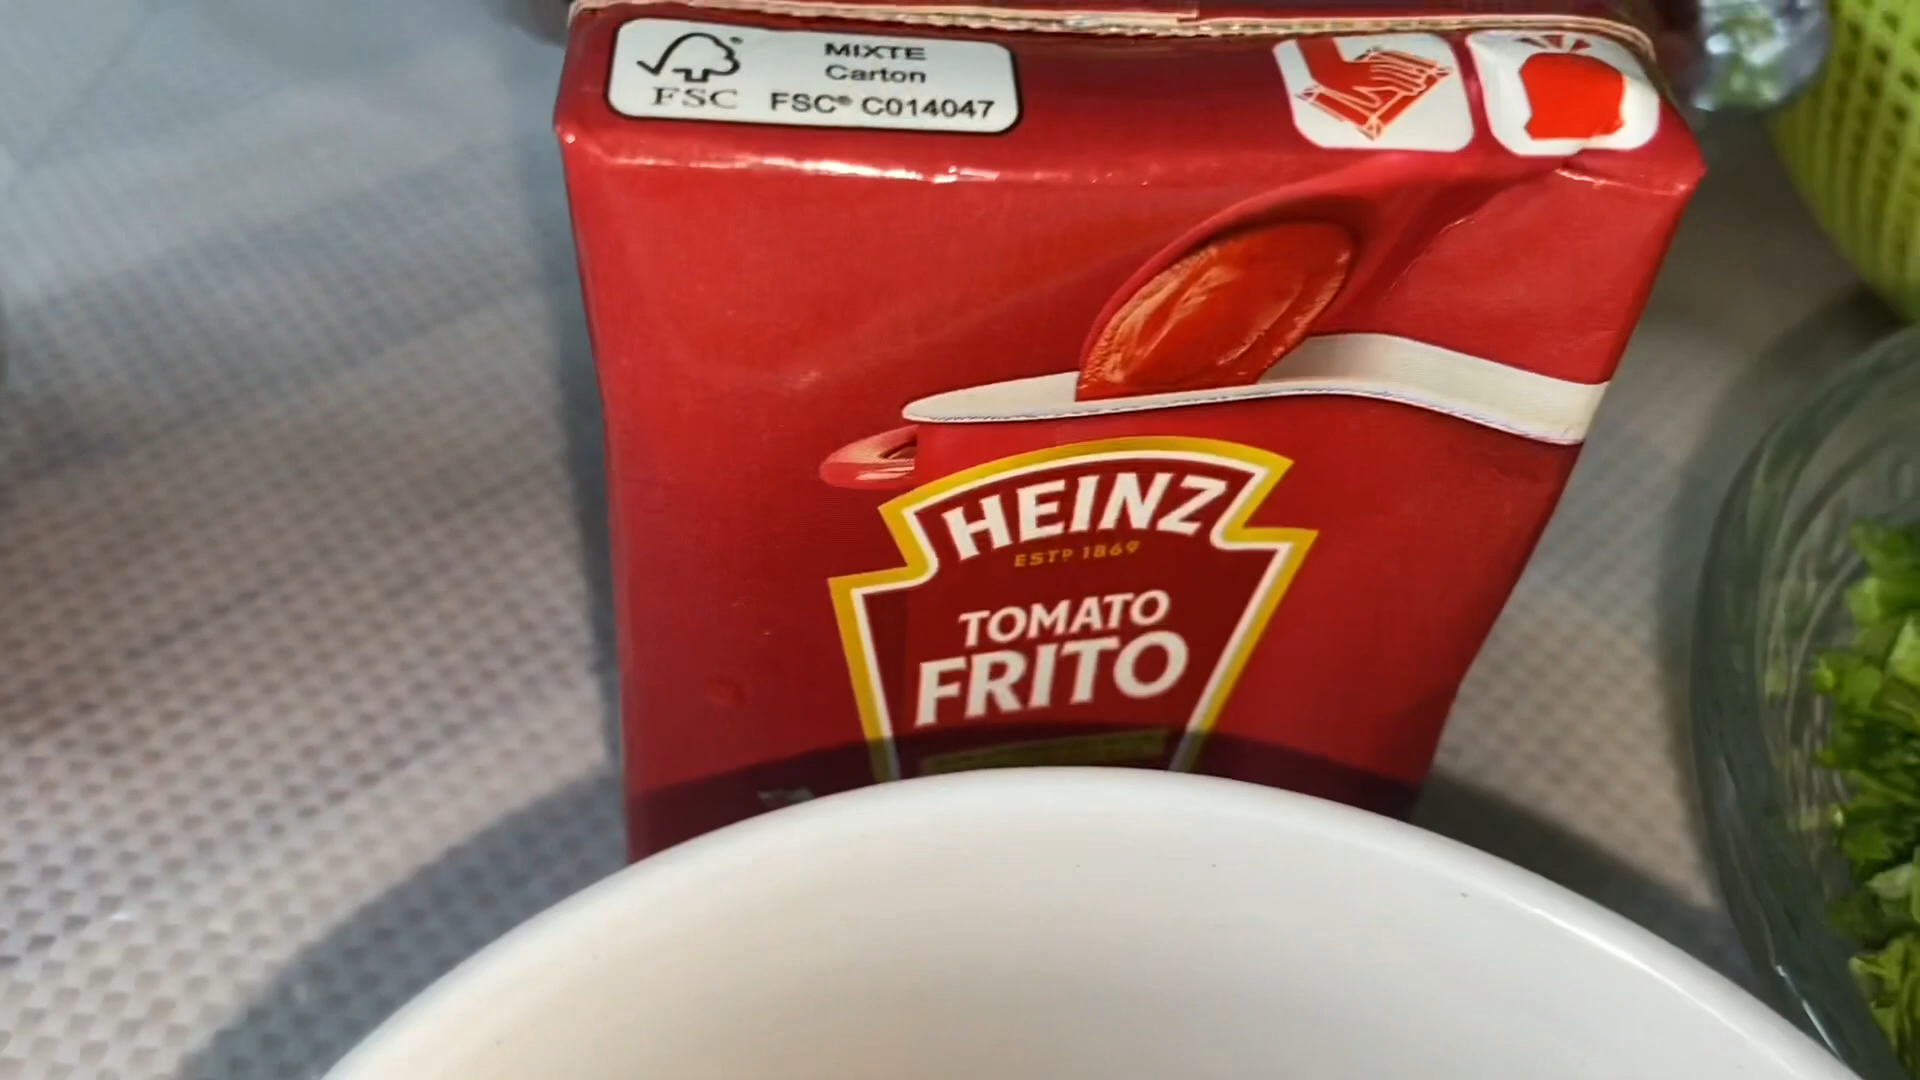 MIXTE
Carton
FSC
FSC® C014047
HEINZ
ESTD 1869
TOMATO
FRITO